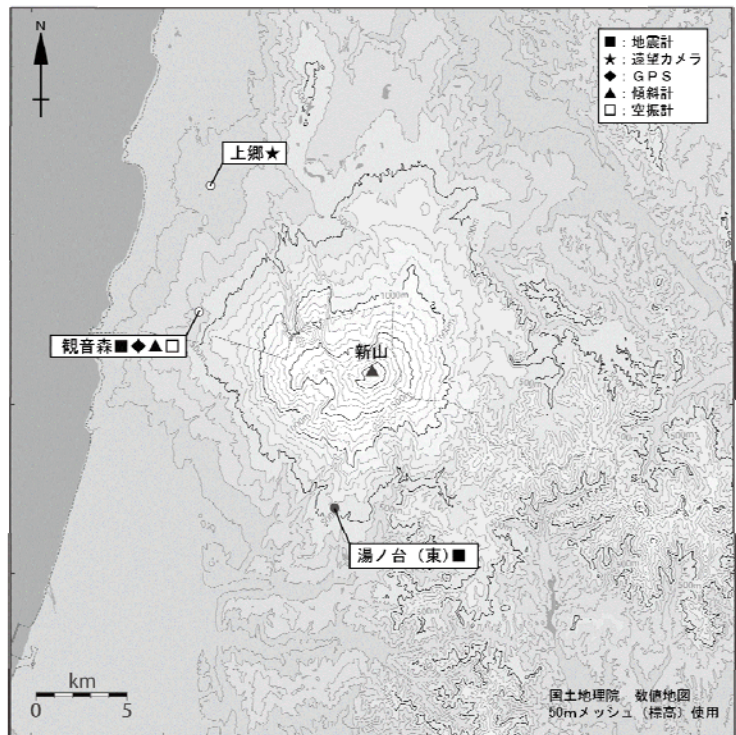 N
■：地震計
★：遠望カメラ
◆：ＧＰＳ
▲：傾斜計
□：空振計
上郷★
1000m
観音森■◆▲□
新山
湯ノ台（東）■
km
0 5
国土地理院　数値地図
50mメッシュ（標高）使用